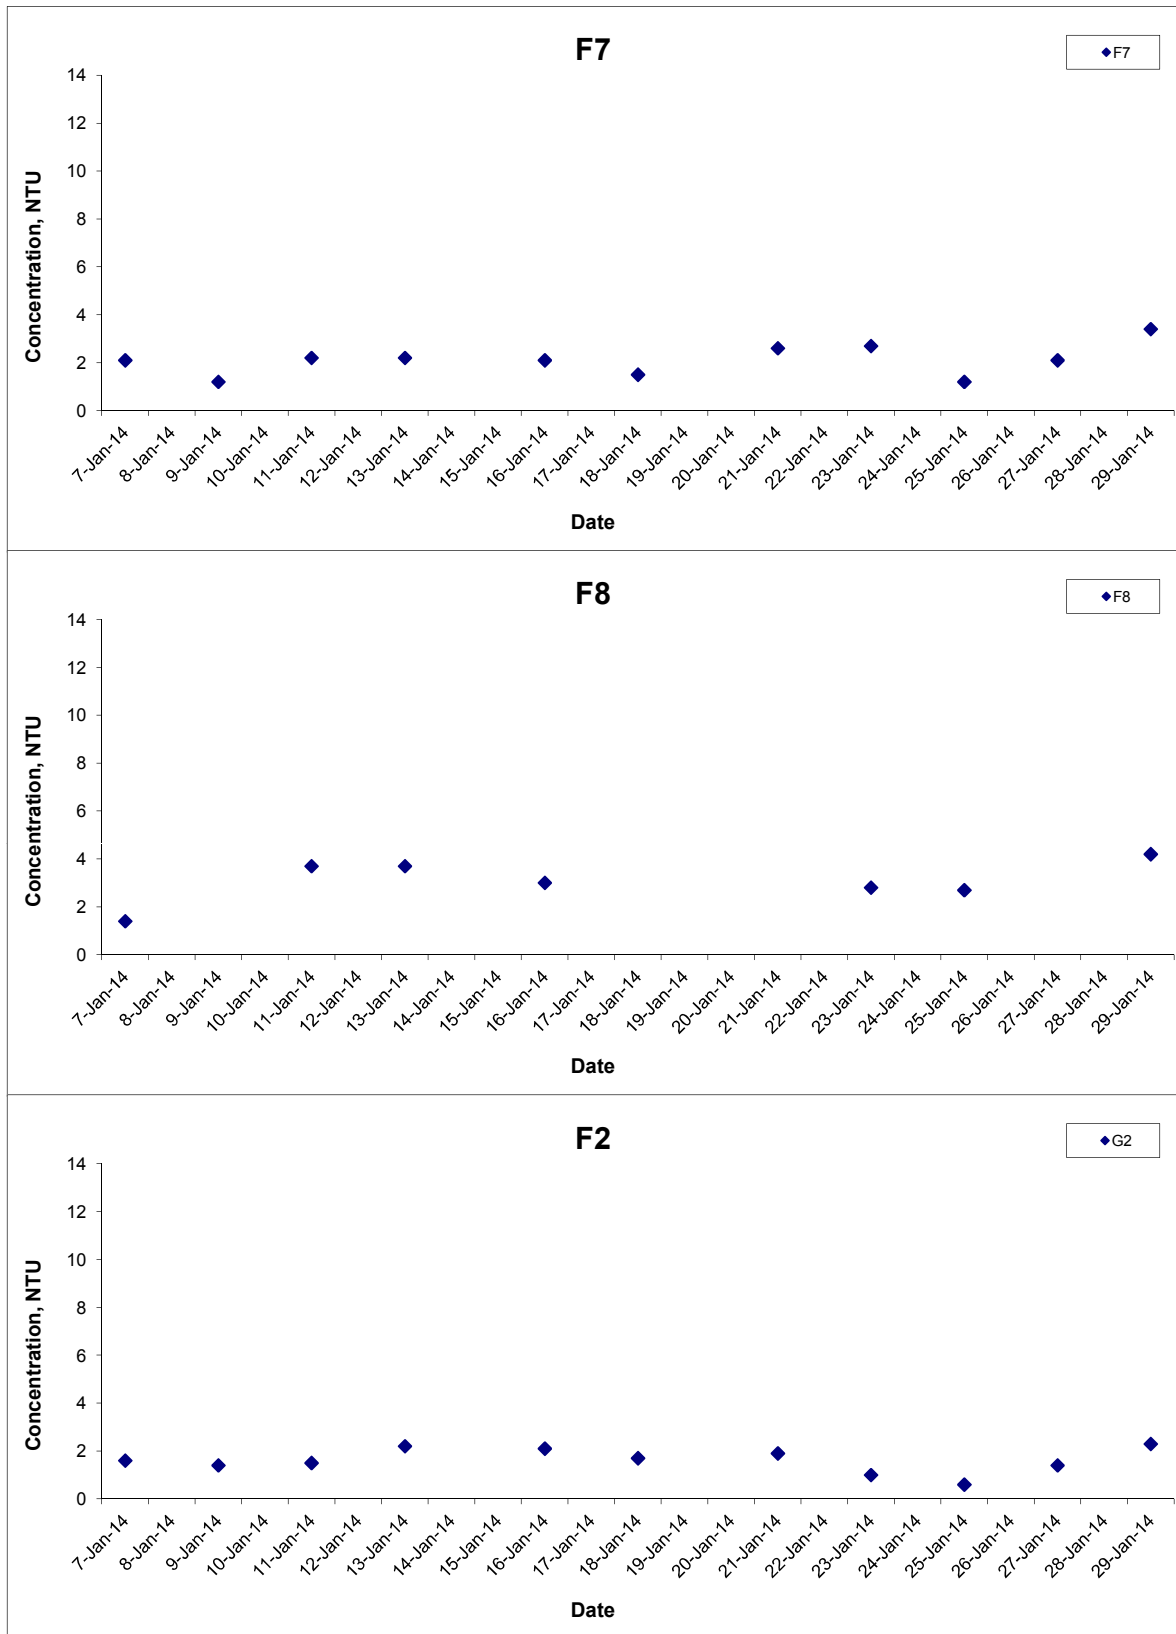 F7
F7
Concentration, NTU
14
12
10
8
6
4
2
0
7-Jan-14
8-Jan-14
9-Jan-14
10-Jan-14
11-Jan-14
12-Jan-14
13-Jan-14
14-Jan-14
15-Jan-14
16-Jan-14
17-Jan-14
18-Jan-14
19-Jan-14
20-Jan-14
21-Jan-14
22-Jan-14
23-Jan-14
24-Jan-14
25-Jan-14
26-Jan-14
27-Jan-14
28-Jan-14
29-Jan-14
Date
F8
F8
Concentration, NTU
14
12
10
8
6
4
2
0
7-Jan-14
8-Jan-14
9-Jan-14
10-Jan-14
11-Jan-14
12-Jan-14
13-Jan-14
14-Jan-14
15-Jan-14
16-Jan-14
17-Jan-14
18-Jan-14
19-Jan-14
20-Jan-14
21-Jan-14
22-Jan-14
23-Jan-14
24-Jan-14
25-Jan-14
26-Jan-14
27-Jan-14
28-Jan-14
29-Jan-14
Date
F2
G2
Concentration, NTU
14
12
10
8
6
4
2
0
7-Jan-14
8-Jan-14
9-Jan-14
10-Jan-14
11-Jan-14
12-Jan-14
13-Jan-14
14-Jan-14
15-Jan-14
16-Jan-14
17-Jan-14
18-Jan-14
19-Jan-14
20-Jan-14
21-Jan-14
22-Jan-14
23-Jan-14
24-Jan-14
25-Jan-14
26-Jan-14
27-Jan-14
28-Jan-14
29-Jan-14
Date